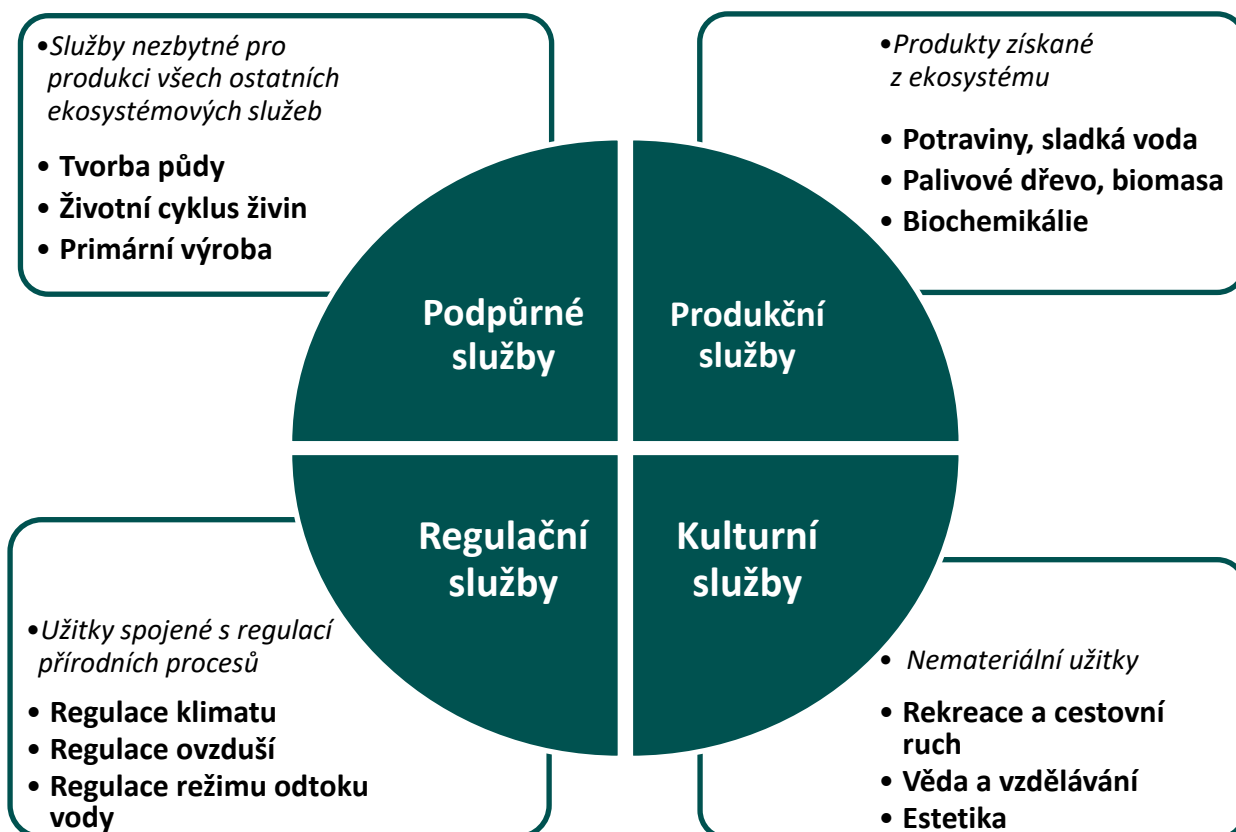 •Služby nezbytné pro
produkci všech ostatních
ekosystémových služeb
• Tvorba půdy
• Životní cyklus živin
• Primární výroba
•Produkty získané
z ekosystému
• Potraviny, sladká voda
• Palivové dřevo, biomasa
• Biochemikálie
Podpůrné
služby
Produkční
služby
Regulační
služby
Kulturní
služby
•Užitky spojené s regulací
přírodních procesů
• Regulace klimatu
• Regulace ovzduší
• Regulace režimu odtoku
vody
• Nemateriální užitky
• Rekreace a cestovní
ruch
• Věda a vzdělávání
• Estetika